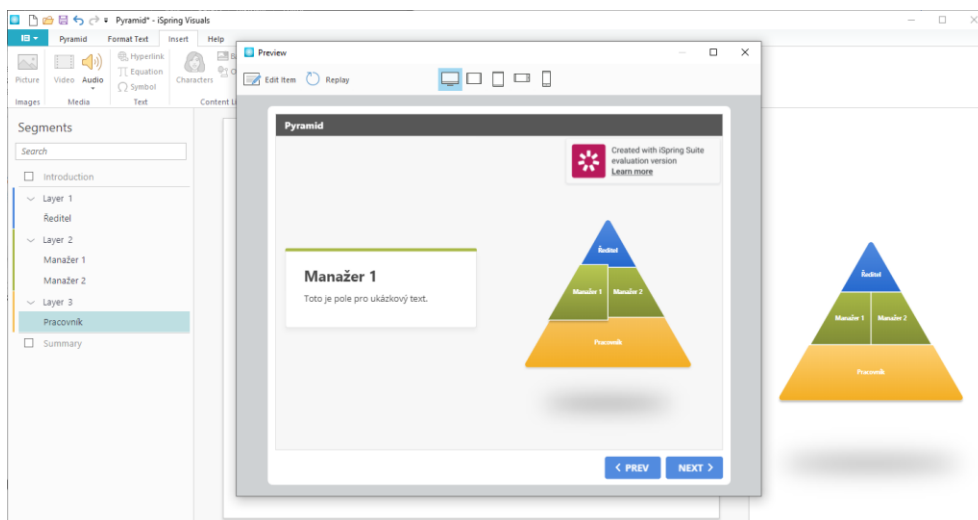 Pyramid* - iSpring Visuals
Pyramid Format Text Insert Help
Picture
Video
Audio
Hyperlink
Equation
Symbol
Characters
Images
Media
Text
Segments
Search
Introduction
Layer 1
Ředitel
Layer 2
Manažer 1
Manažer 2
Layer 3
Pracovník
Summary
Preview
Edit Item Replay
Pyramid
Created with iSpring Suite
evaluation version
Learn more
Manažer 1
Toto je pole pro ukázkový text.
Ředitel
Manažer 1 Manažer 2
Pracovník
PREV NEXT
Ředitel
Manažer 1 Manažer 2
Pracovník